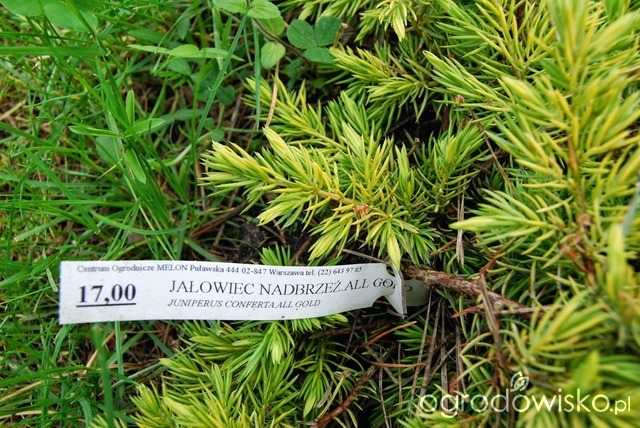 Centrum Ogrodnicze MELON Puławska 444 02-847 Warszawa tel. (22) 643 97 85
17,00 JAŁOWIEC NADBRZEŻ.ALL GO
JUNIPERUS CONFERTA ALL GOLD
ogrodowisko.pl